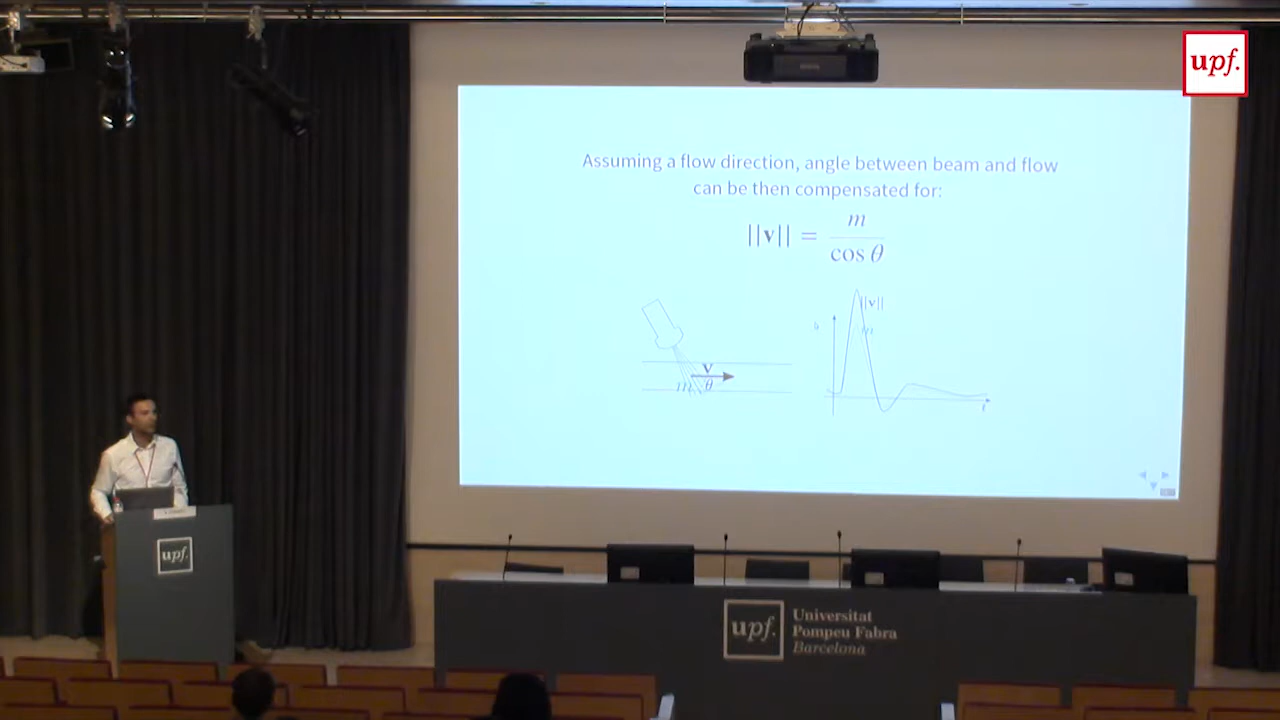 upf.
Assuming a flow direction, angle between beam and flow
can be then compensated for:
||v|| = m / cos θ
||v||
m
v
m
θ
t
upf.
upf.
Universitat
Pompeu Fabra
Barcelona